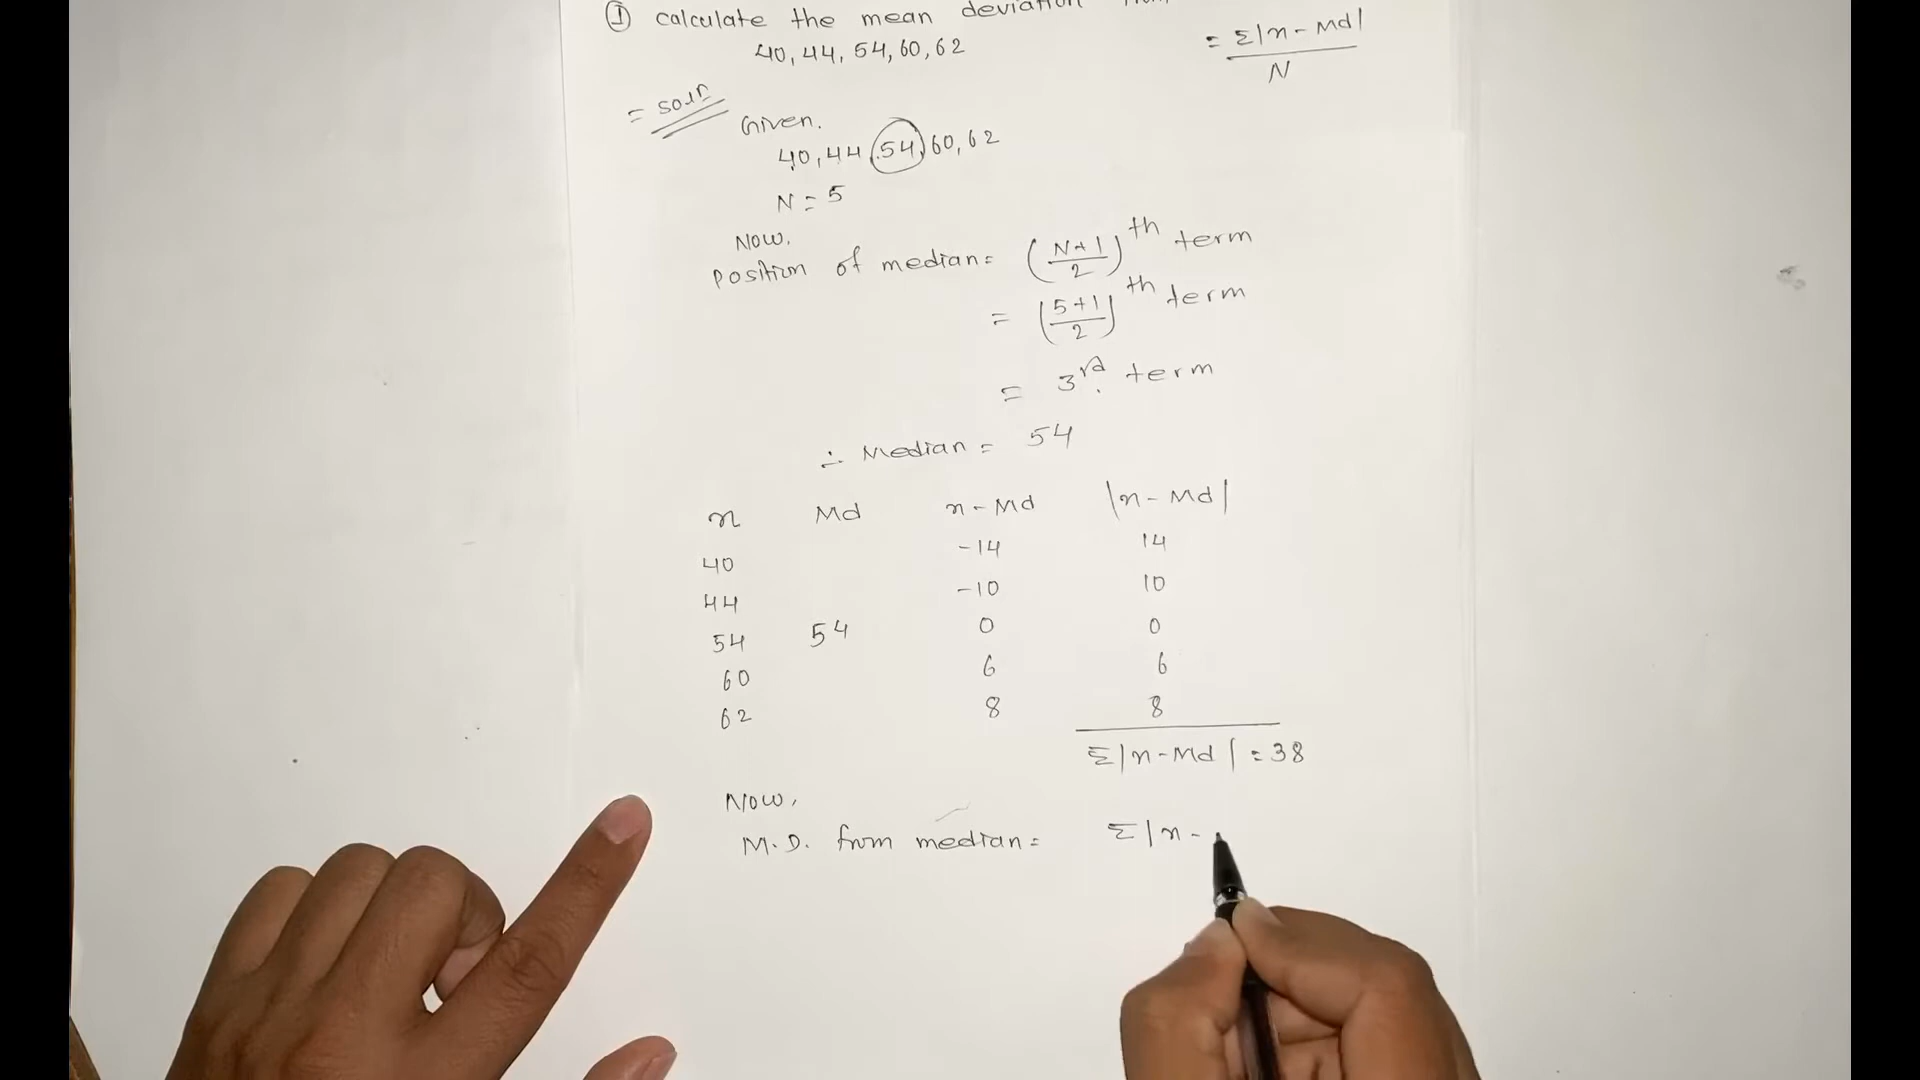 ① calculate the mean deviation
40, 44, 54, 60, 62
= Σ|x - Md|
N
= soln
Given.
40, 44, 54, 60, 62
N = 5
Now,
Position of median = (N+1/2)th term
= (5+1/2)th term
= 3rd term
∴ Median = 54
x Md x - Md |x - Md|
40 -14 14
44 -10 10
54 54 0 0
60 6 6
62 8 8
Σ|x - Md| = 38
Now,
M.D. from median = Σ|x -